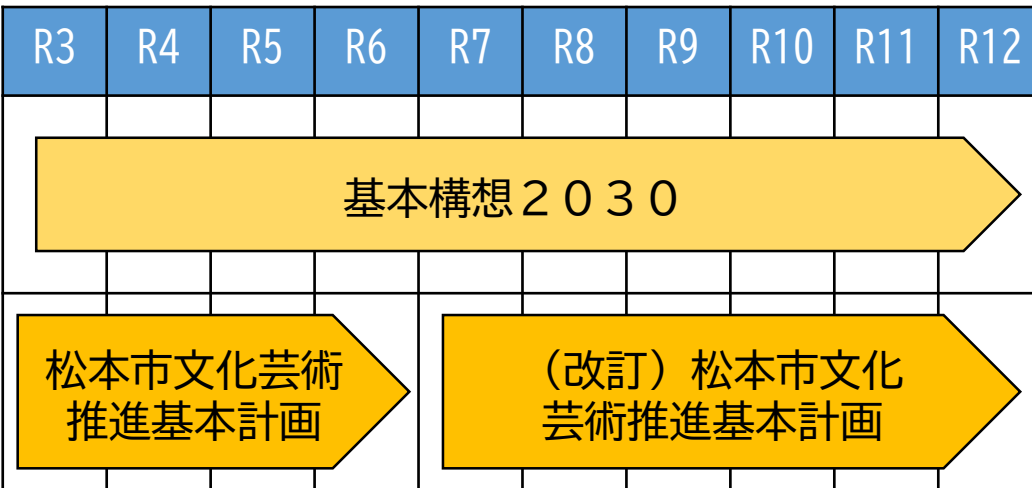 R3 R4 R5 R6 R7 R8 R9 R10 R11 R12
基本構想２０３０
松本市文化芸術
推進基本計画
（改訂）松本市文化
芸術推進基本計画